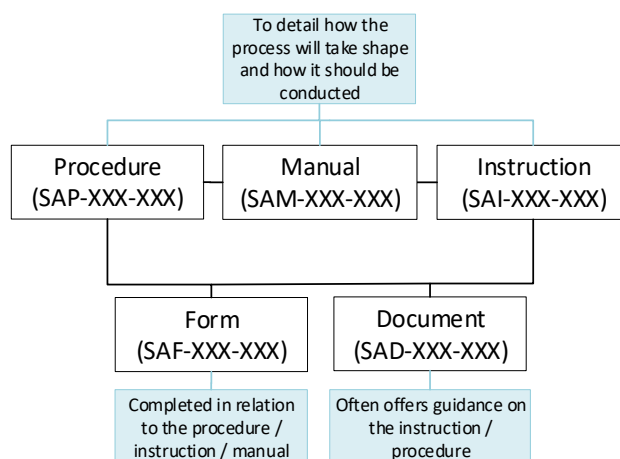 To detail how the
process will take shape
and how it should be
conducted
Procedure
(SAP-XXX-XXX)
Manual
(SAM-XXX-XXX)
Instruction
(SAI-XXX-XXX)
Form
(SAF-XXX-XXX)
Document
(SAD-XXX-XXX)
Completed in relation
to the procedure /
instruction / manual
Often offers guidance on
the instruction /
procedure